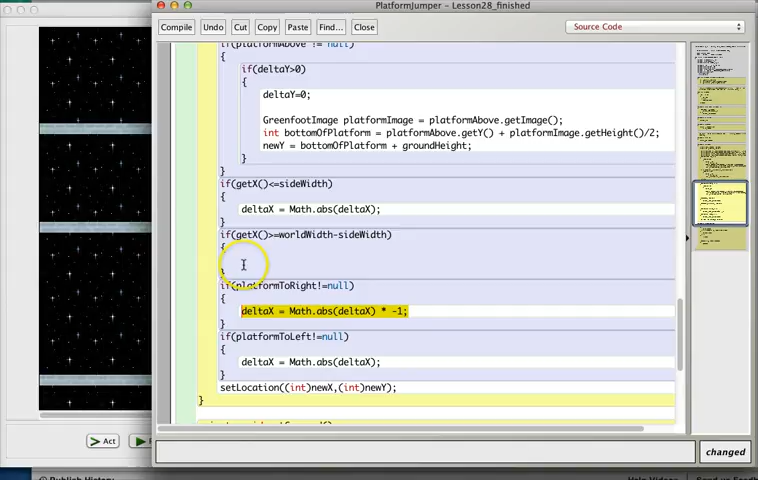 PlatformJumper - Lesson28_finished
Compile Undo Cut Copy Paste Find... Close Source Code
if(platformAbove != null)
{
if(deltaY>0)
{
deltaY=0;
GreenfootImage platformImage = platformAbove.getImage();
int bottomOfPlatform = platformAbove.getY() + platformImage.getHeight()/2;
newY = bottomOfPlatform + groundHeight;
}
}
if(getX()<=sideWidth)
{
deltaX = Math.abs(deltaX);
}
if(getX()>=worldWidth-sideWidth)
{
}
if(platformToRight!=null)
{
deltaX = Math.abs(deltaX) * -1;
}
if(platformToLeft!=null)
{
deltaX = Math.abs(deltaX);
}
setLocation((int)newX,(int)newY);
}
Act
changed
Publish History